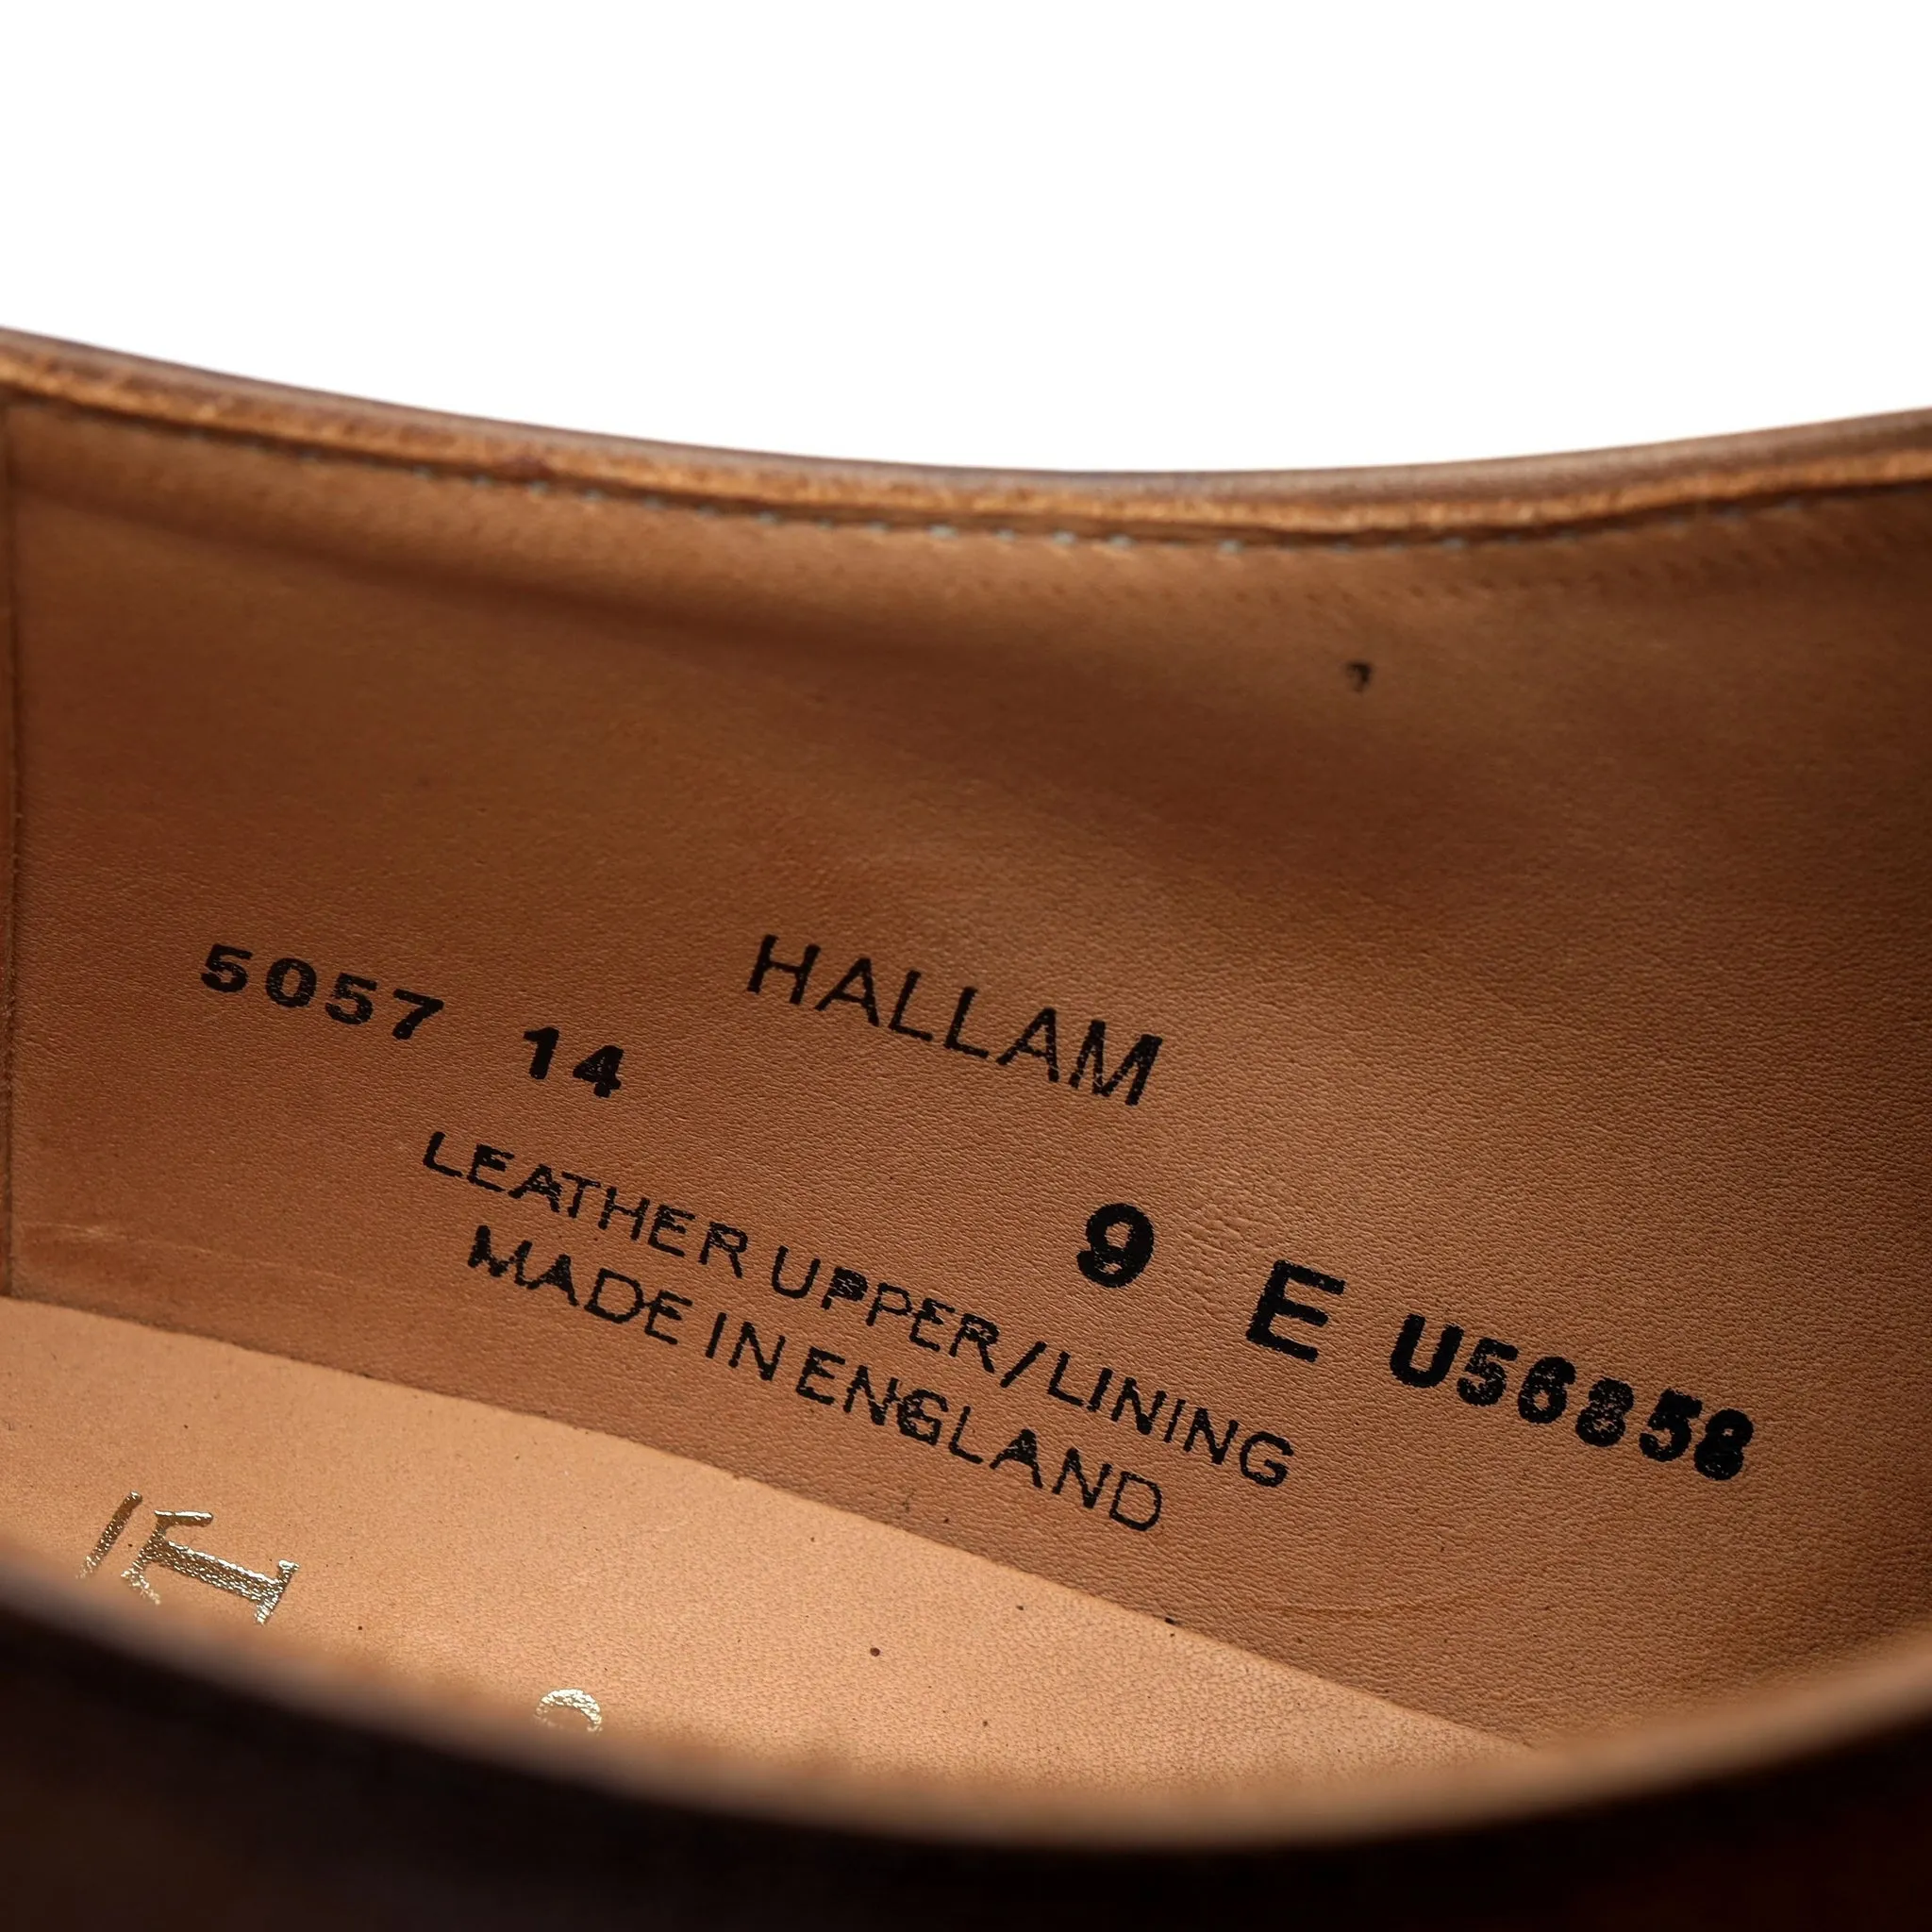 HALLAM
5057 14
9 E U56858
LEATHER UPPER/LINING
MADE IN ENGLAND